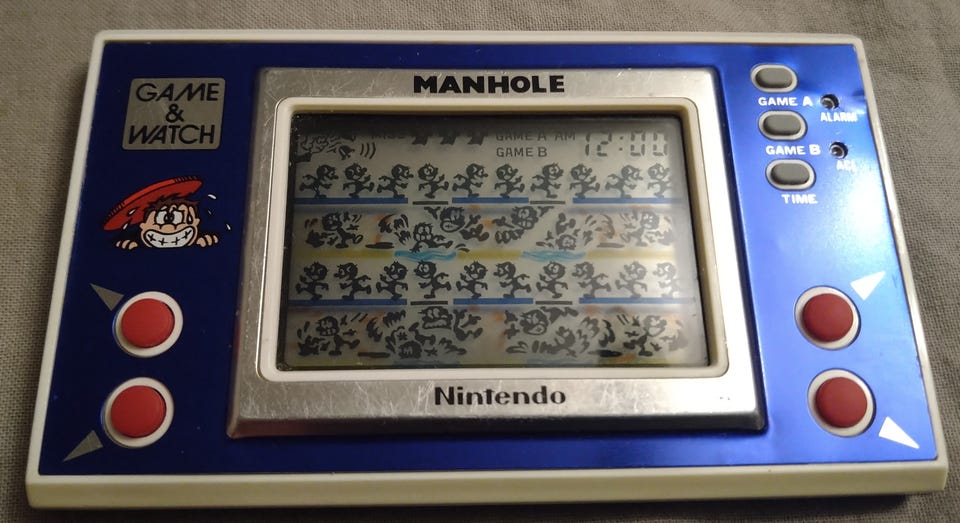 MANHOLE
GAME
&
WATCH
GAME A AM 12:00
GAME B
GAME A
ALARM
GAME B
ACL
TIME
Nintendo